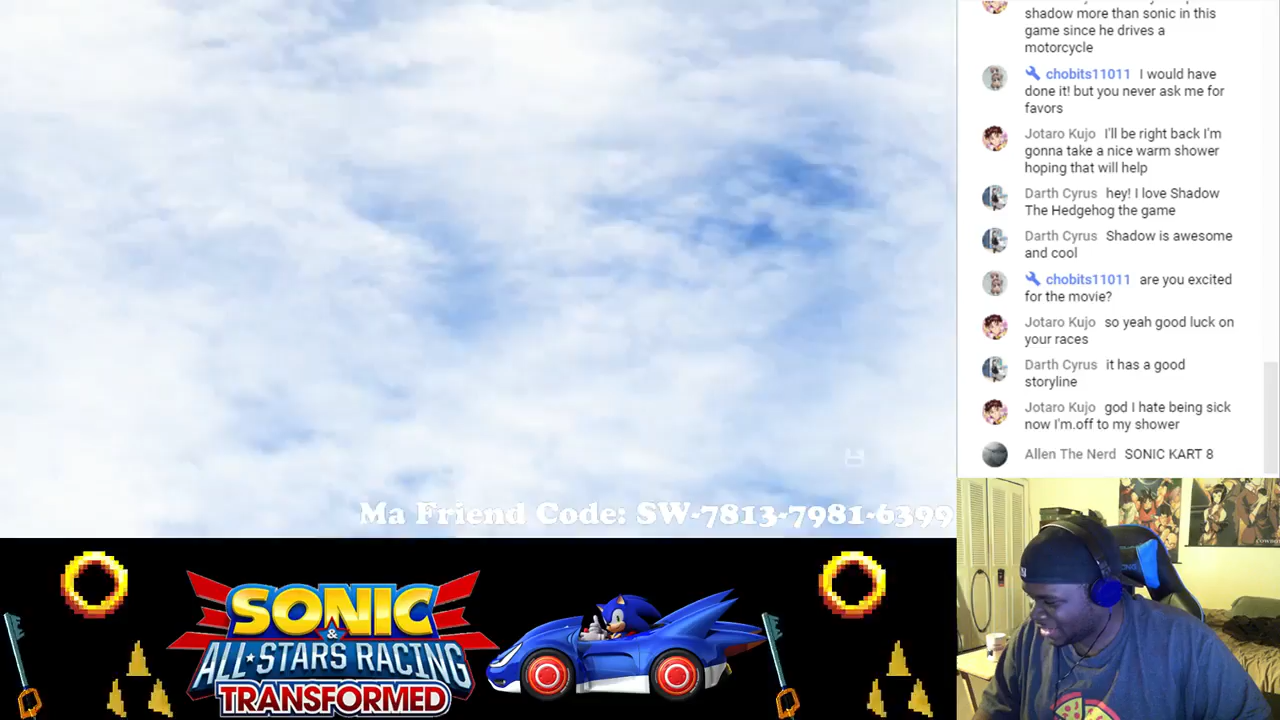 shadow more than sonic in this
game since he drives a
motorcycle
chobits11011 I would have
done it! but you never ask me for
favors
Jotaro Kujo I'll be right back I'm
gonna take a nice warm shower
hoping that will help
Darth Cyrus hey! I love Shadow
The Hedgehog the game
Darth Cyrus Shadow is awesome
and cool
chobits11011 are you excited
for the movie?
Jotaro Kujo so yeah good luck on
your races
Darth Cyrus it has a good
storyline
Jotaro Kujo god I hate being sick
now I'm.off to my shower
Allen The Nerd SONIC KART 8
Ma Friend Code: SW-7813-7981-6399
SONIC
&
ALL★STARS RACING
TRANSFORMED